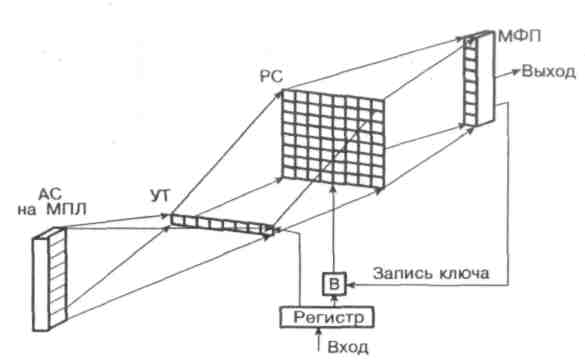 МФП
Выход
РС
АС
на МПЛ
УТ
Запись ключа
В
Регистр
Вход